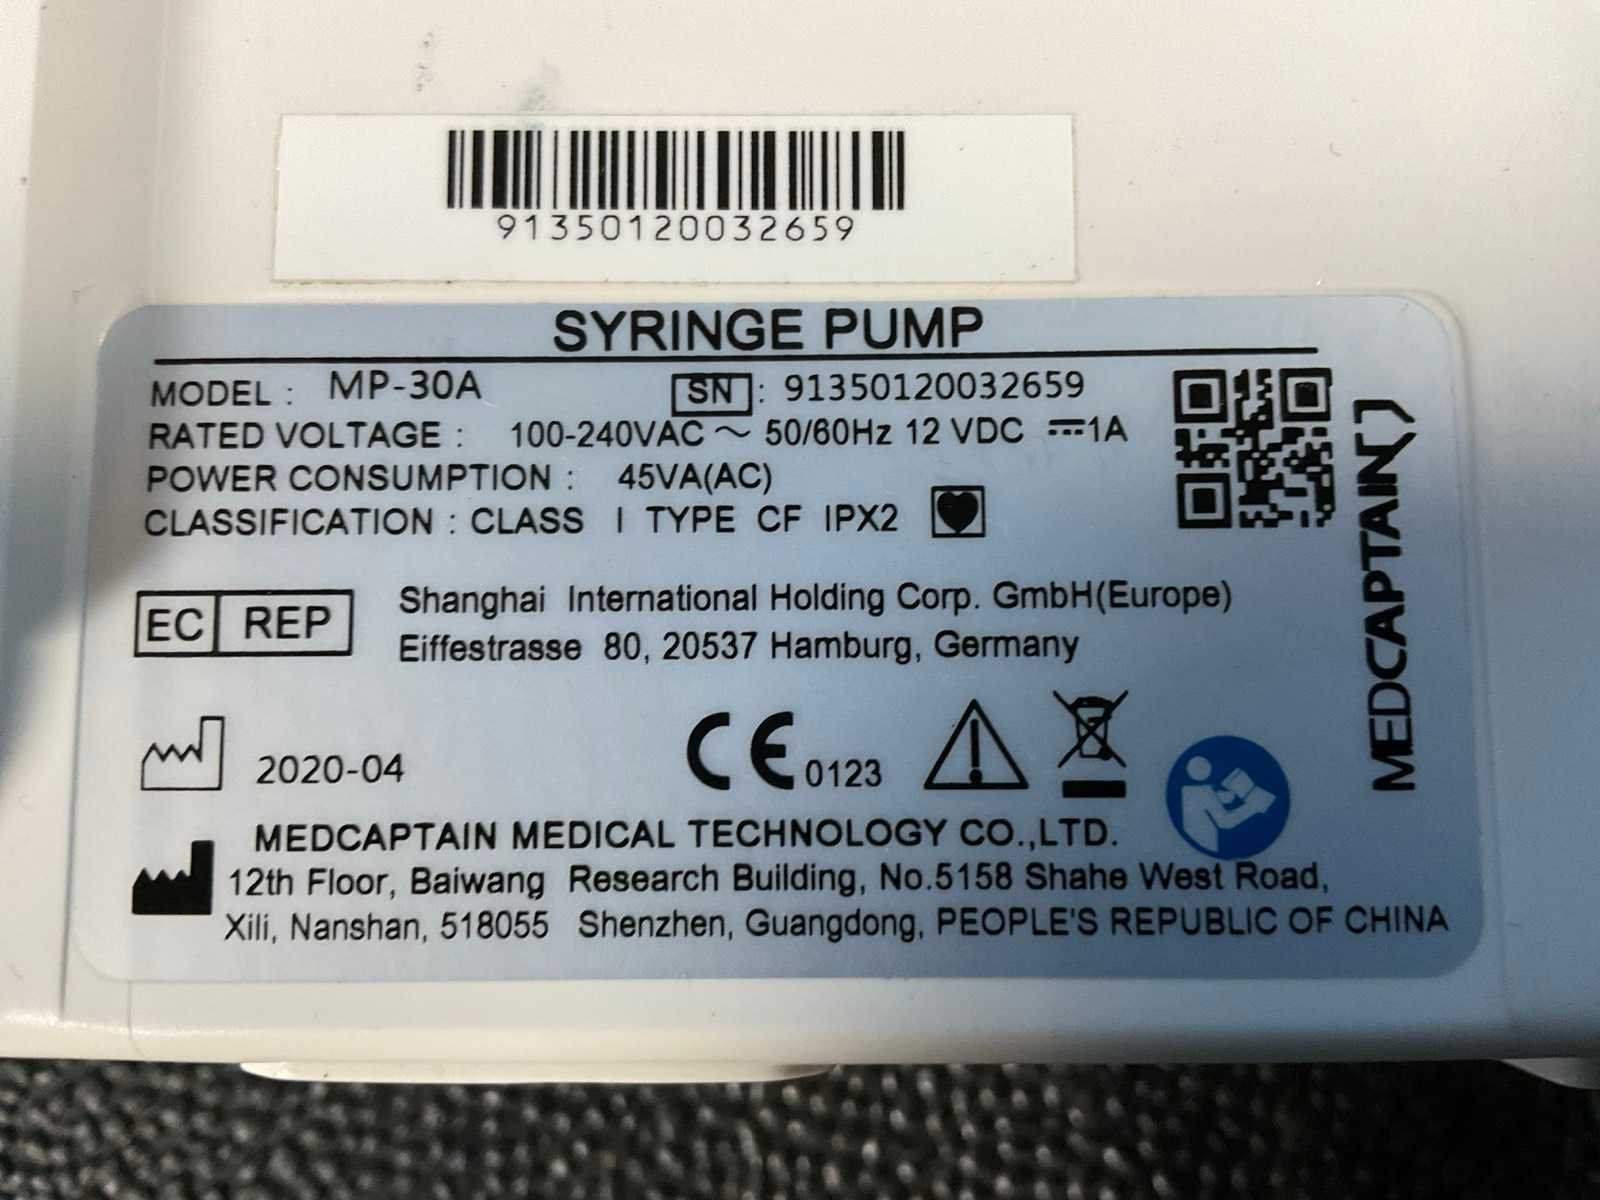 91350120032659
SYRINGE PUMP
MODEL : MP-30A SN : 91350120032659
RATED VOLTAGE : 100-240VAC ~ 50/60Hz 12 VDC ⎓1A
POWER CONSUMPTION : 45VA(AC)
CLASSIFICATION : CLASS I TYPE CF IPX2
MEDCAPTAIN
EC REP
Shanghai International Holding Corp. GmbH(Europe)
Eiffestrasse 80, 20537 Hamburg, Germany
2020-04
CE 0123
MEDCAPTAIN MEDICAL TECHNOLOGY CO.,LTD.
12th Floor, Baiwang Research Building, No.5158 Shahe West Road,
Xili, Nanshan, 518055 Shenzhen, Guangdong, PEOPLE'S REPUBLIC OF CHINA